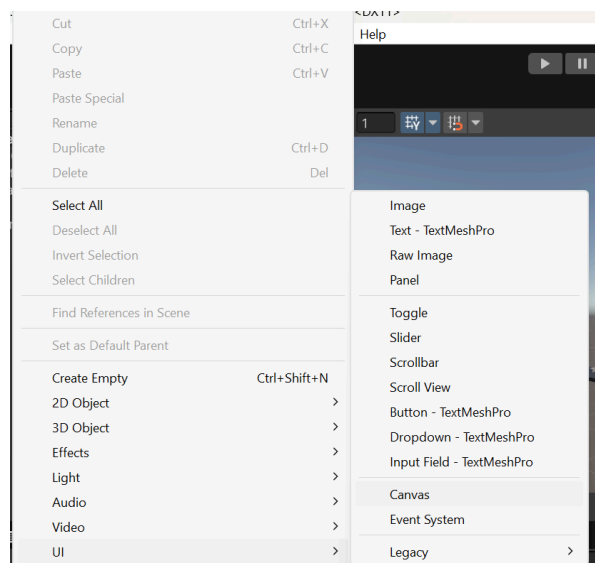 <DX11>
Help
1
Cut Ctrl+X
Copy Ctrl+C
Paste Ctrl+V
Paste Special
Rename
Duplicate Ctrl+D
Delete Del
Select All
Deselect All
Invert Selection
Select Children
Find References in Scene
Set as Default Parent
Create Empty Ctrl+Shift+N
2D Object
3D Object
Effects
Light
Audio
Video
UI
Image
Text - TextMeshPro
Raw Image
Panel
Toggle
Slider
Scrollbar
Scroll View
Button - TextMeshPro
Dropdown - TextMeshPro
Input Field - TextMeshPro
Canvas
Event System
Legacy